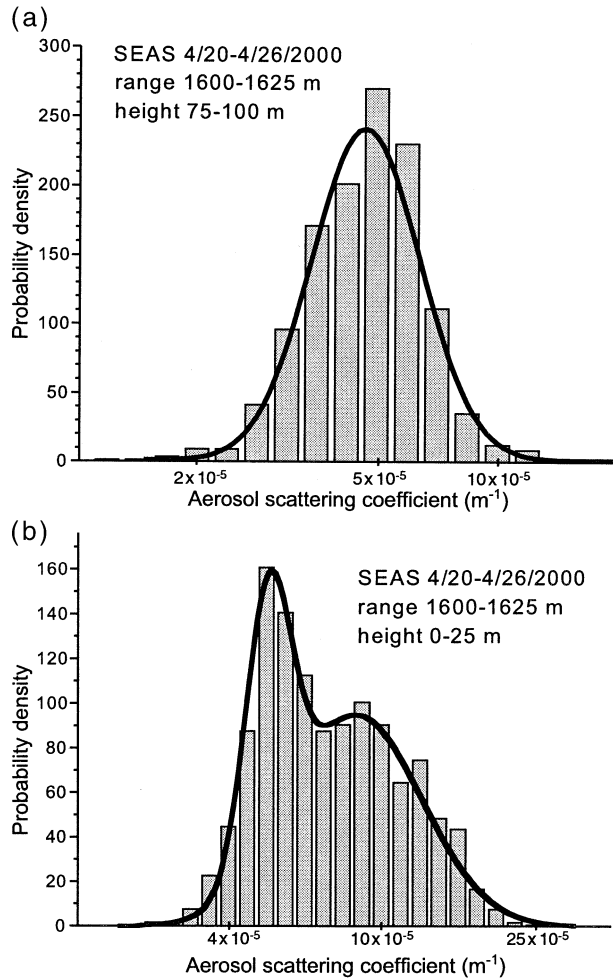 (a)
SEAS 4/20-4/26/2000
range 1600-1625 m
height 75-100 m
300
250
200
150
100
50
0
Probability density
2x10⁻⁵ 5x10⁻⁵ 10x10⁻⁵
Aerosol scattering coefficient (m⁻¹)
(b)
SEAS 4/20-4/26/2000
range 1600-1625 m
height 0-25 m
160
140
120
100
80
60
40
20
0
Probability density
4x10⁻⁵ 10x10⁻⁵ 25x10⁻⁵
Aerosol scattering coefficient (m⁻¹)